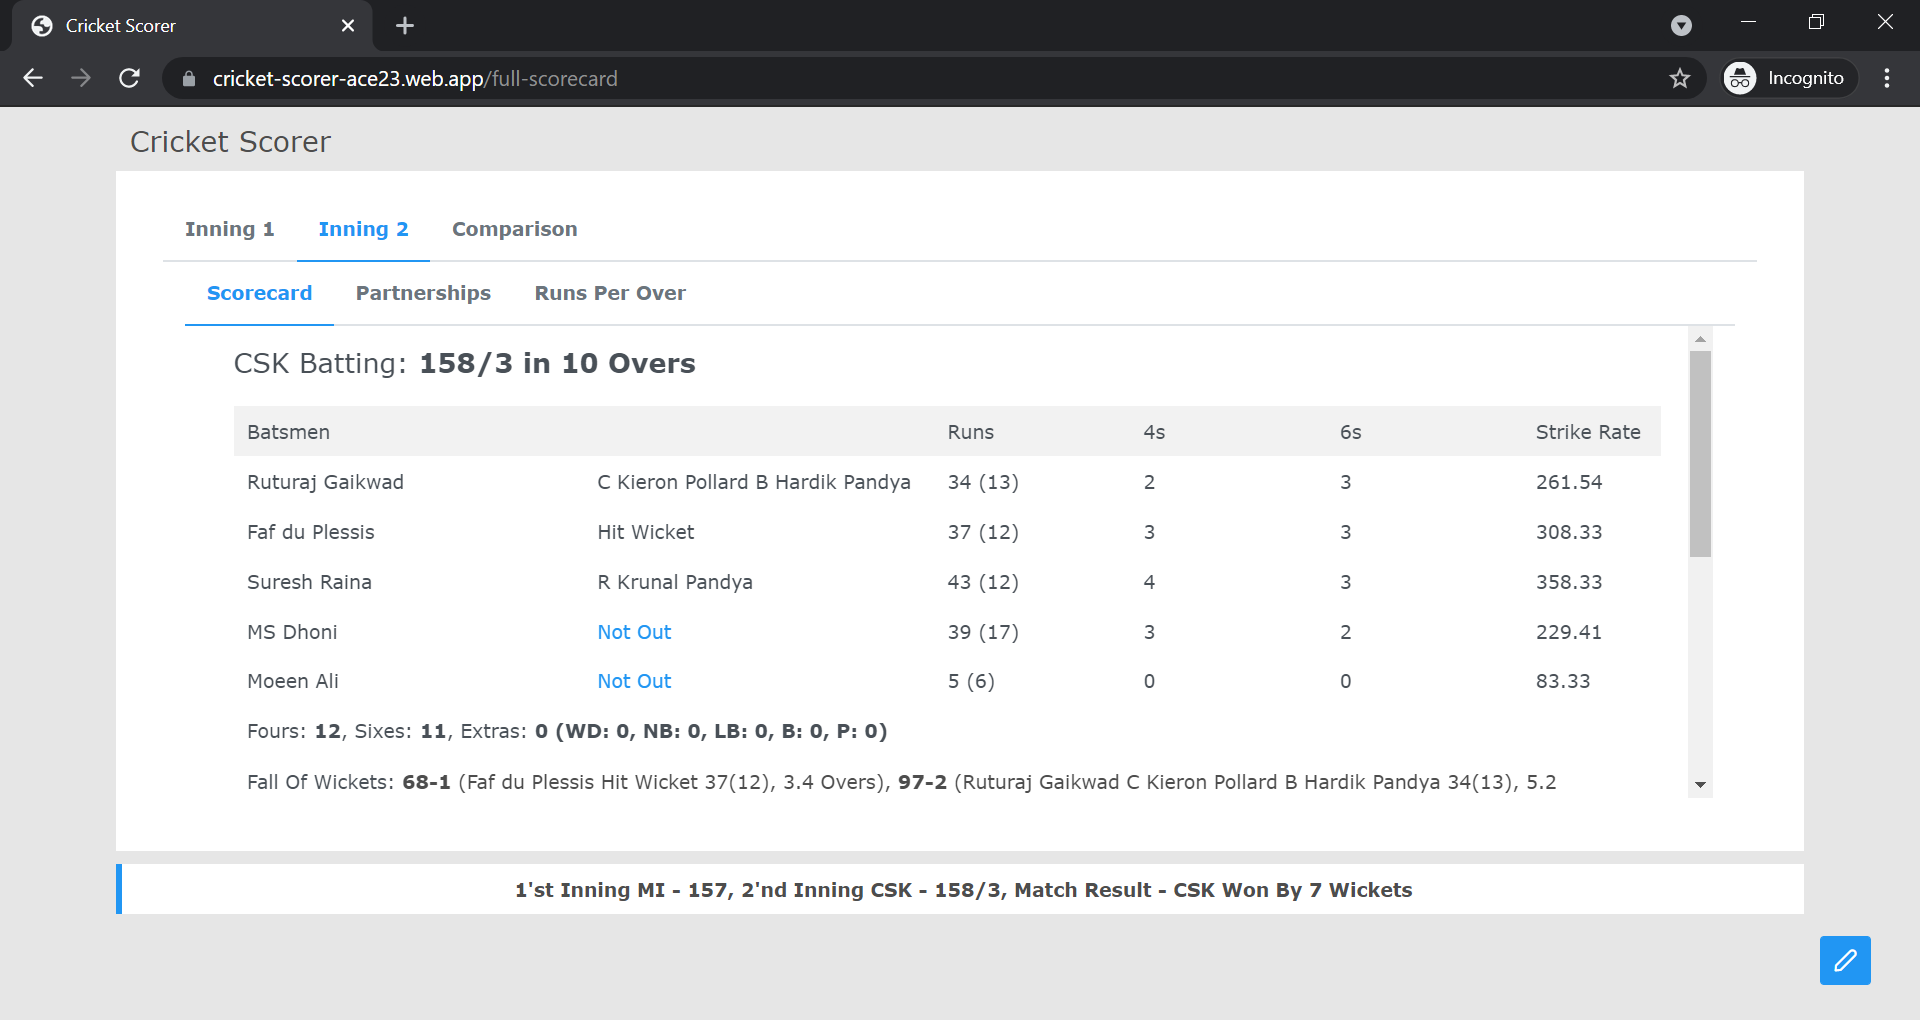 Cricket Scorer
cricket-scorer-ace23.web.app/full-scorecard
Incognito
Cricket Scorer
Inning 1 Inning 2 Comparison
Scorecard Partnerships Runs Per Over
CSK Batting: 158/3 in 10 Overs
Batsmen Runs 4s 6s Strike Rate
Ruturaj Gaikwad C Kieron Pollard B Hardik Pandya 34 (13) 2 3 261.54
Faf du Plessis Hit Wicket 37 (12) 3 3 308.33
Suresh Raina R Krunal Pandya 43 (12) 4 3 358.33
MS Dhoni Not Out 39 (17) 3 2 229.41
Moeen Ali Not Out 5 (6) 0 0 83.33
Fours: 12, Sixes: 11, Extras: 0 (WD: 0, NB: 0, LB: 0, B: 0, P: 0)
Fall Of Wickets: 68-1 (Faf du Plessis Hit Wicket 37(12), 3.4 Overs), 97-2 (Ruturaj Gaikwad C Kieron Pollard B Hardik Pandya 34(13), 5.2
1'st Inning MI - 157, 2'nd Inning CSK - 158/3, Match Result - CSK Won By 7 Wickets